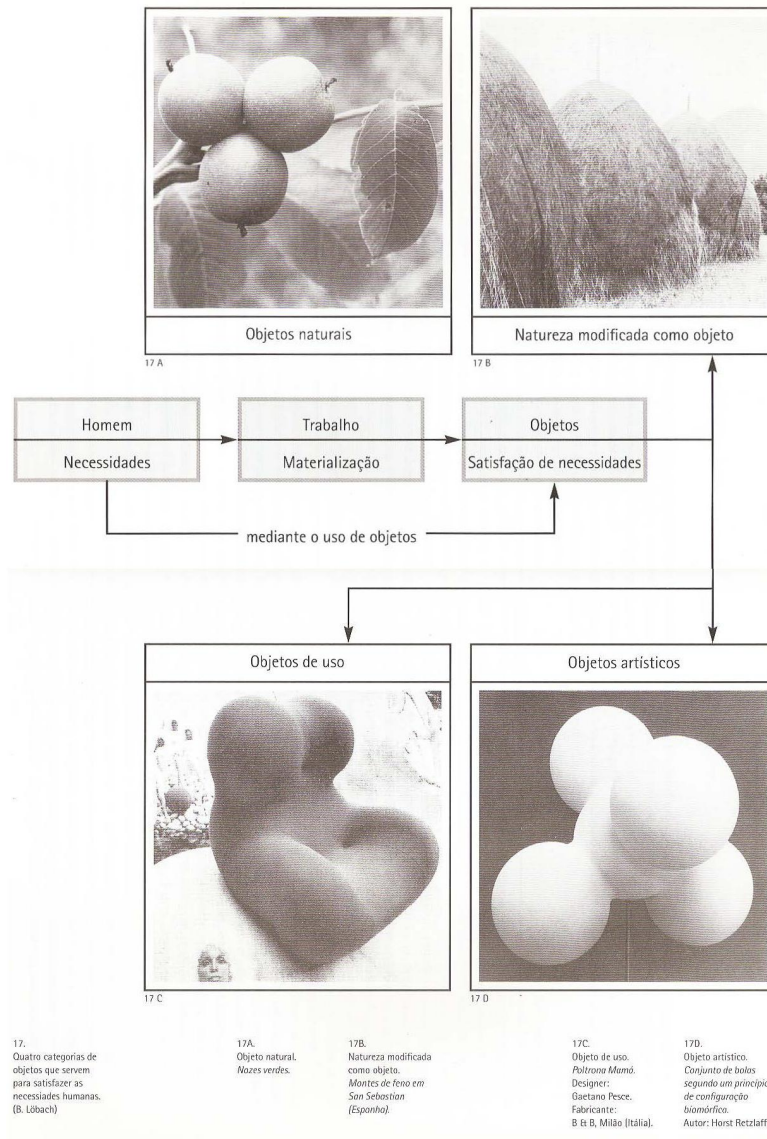 Objetos naturais
Natureza modificada como objeto
17 A
17 B
Homem
Necessidades
Trabalho
Materialização
Objetos
Satisfação de necessidades
mediante o uso de objetos
Objetos de uso
Objetos artísticos
17 C
17 D
17.
Quatro categorias de
objetos que servem
para satisfazer as
necessiades humanas.
(B. Löbach)
17A.
Objeto natural.
Nozes verdes.
17B.
Natureza modificada
como objeto.
Montes de feno em
San Sebastian
(Espanha).
17C.
Objeto de uso.
Poltrona Mamá.
Designer:
Gaetano Pesce.
Fabricante:
B & B, Milão (Itália).
17D.
Objeto artístico.
Conjunto de bolas
segundo um princípio
de configuração
biomórfica.
Autor: Horst Retzlaff